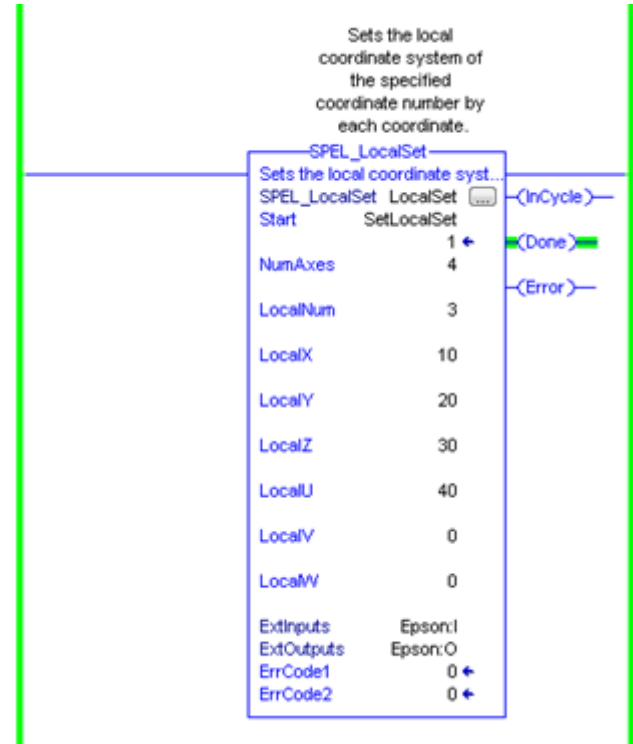 Sets the local
coordinate system of
the specified
coordinate number by
each coordinate.
SPEL_LocalSet
Sets the local coordinate syst...
SPEL_LocalSet LocalSet ... (InCycle)
Start SetLocalSet
1 (Done)
NumAxes 4
(Error)
LocalNum 3
LocalX 10
LocalY 20
LocalZ 30
LocalU 40
LocalV 0
LocalW 0
ExtInputs Epson:I
ExtOutputs Epson:O
ErrCode1 0
ErrCode2 0